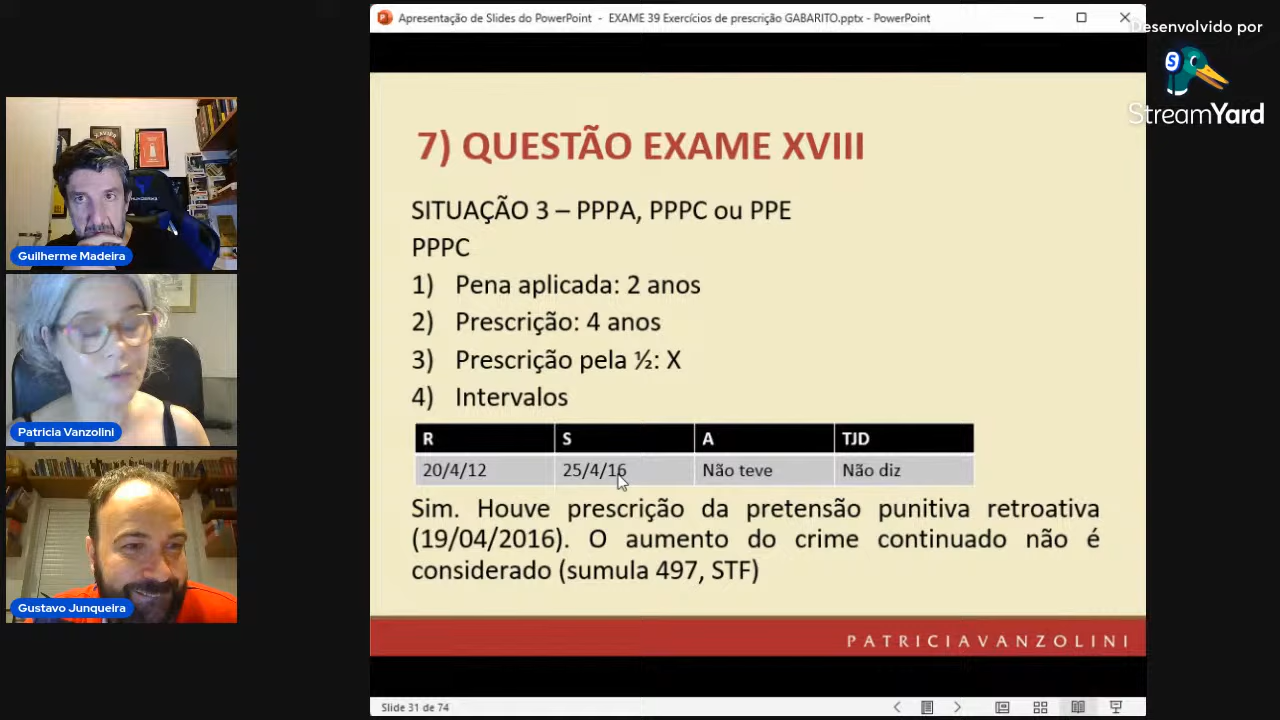 Apresentação de Slides do PowerPoint - EXAME 39 Exercícios de prescrição GABARITO.pptx - PowerPoint
Desenvolvido por
S
StreamYard
7) QUESTÃO EXAME XVIII
SITUAÇÃO 3 – PPPA, PPPC ou PPE
PPPC
1) Pena aplicada: 2 anos
2) Prescrição: 4 anos
3) Prescrição pela ½: X
4) Intervalos
R S A TJD
20/4/12 25/4/16 Não teve Não diz
Sim. Houve prescrição da pretensão punitiva retroativa
(19/04/2016). O aumento do crime continuado não é
considerado (sumula 497, STF)
PATRICIAVANZOLINI
Slide 31 de 74
Guilherme Madeira
Patricia Vanzolini
Gustavo Junqueira